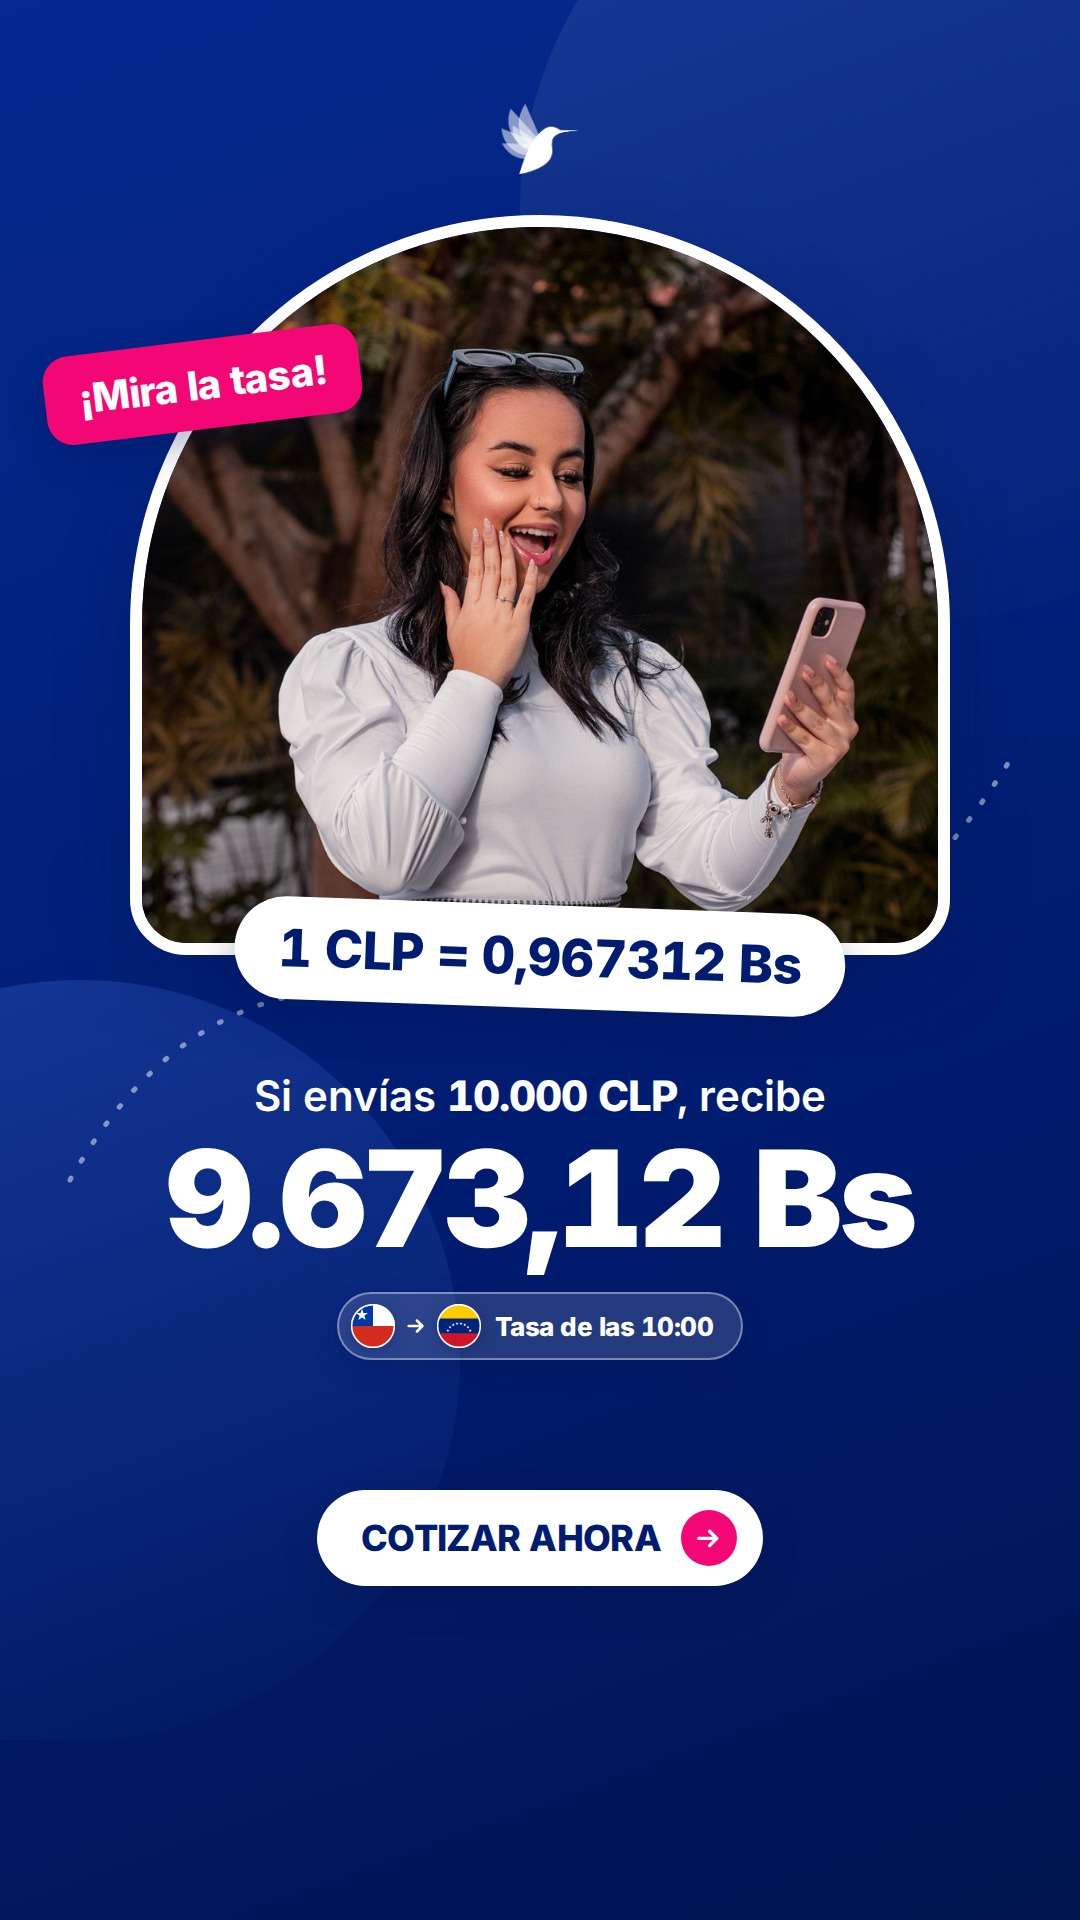 ¡Mira la tasa!
1 CLP = 0,967312 Bs
Si envías 10.000 CLP, recibe
9.673,12 Bs
Tasa de las 10:00
COTIZAR AHORA